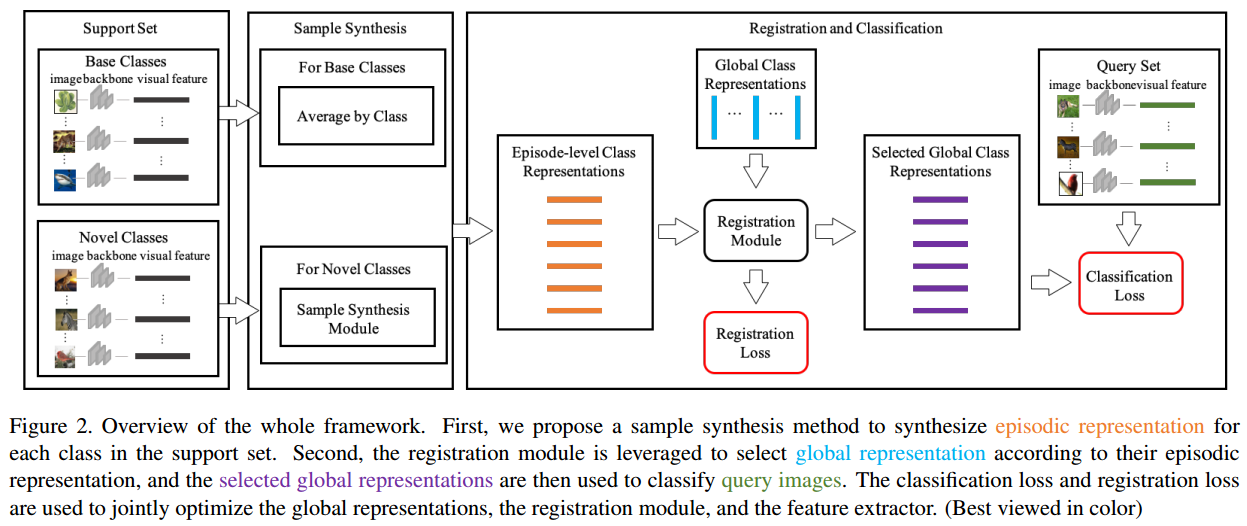 Support Set
Base Classes
image backbone visual feature
Novel Classes
image backbone visual feature
Sample Synthesis
For Base Classes
Average by Class
For Novel Classes
Sample Synthesis
Module
Registration and Classification
Episode-level Class
Representations
Global Class
Representations
...
...
Registration
Module
Registration
Loss
Selected Global Class
Representations
Query Set
image backbone visual feature
Classification
Loss
Figure 2. Overview of the whole framework. First, we propose a sample synthesis method to synthesize episodic representation for
each class in the support set. Second, the registration module is leveraged to select global representation according to their episodic
representation, and the selected global representations are then used to classify query images. The classification loss and registration loss
are used to jointly optimize the global representations, the registration module, and the feature extractor. (Best viewed in color)